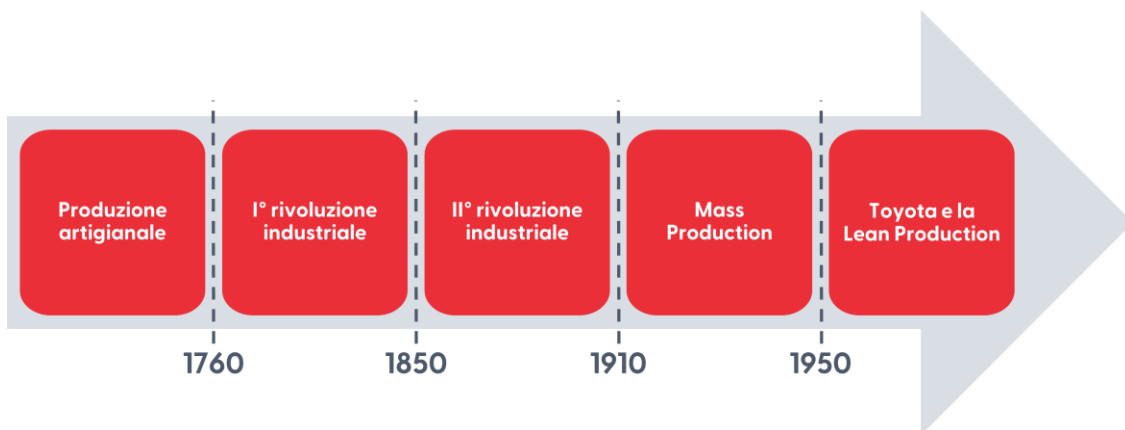 Produzione
artigianale
I° rivoluzione
industriale
II° rivoluzione
industriale
Mass
Production
Toyota e la
Lean Production
1760
1850
1910
1950